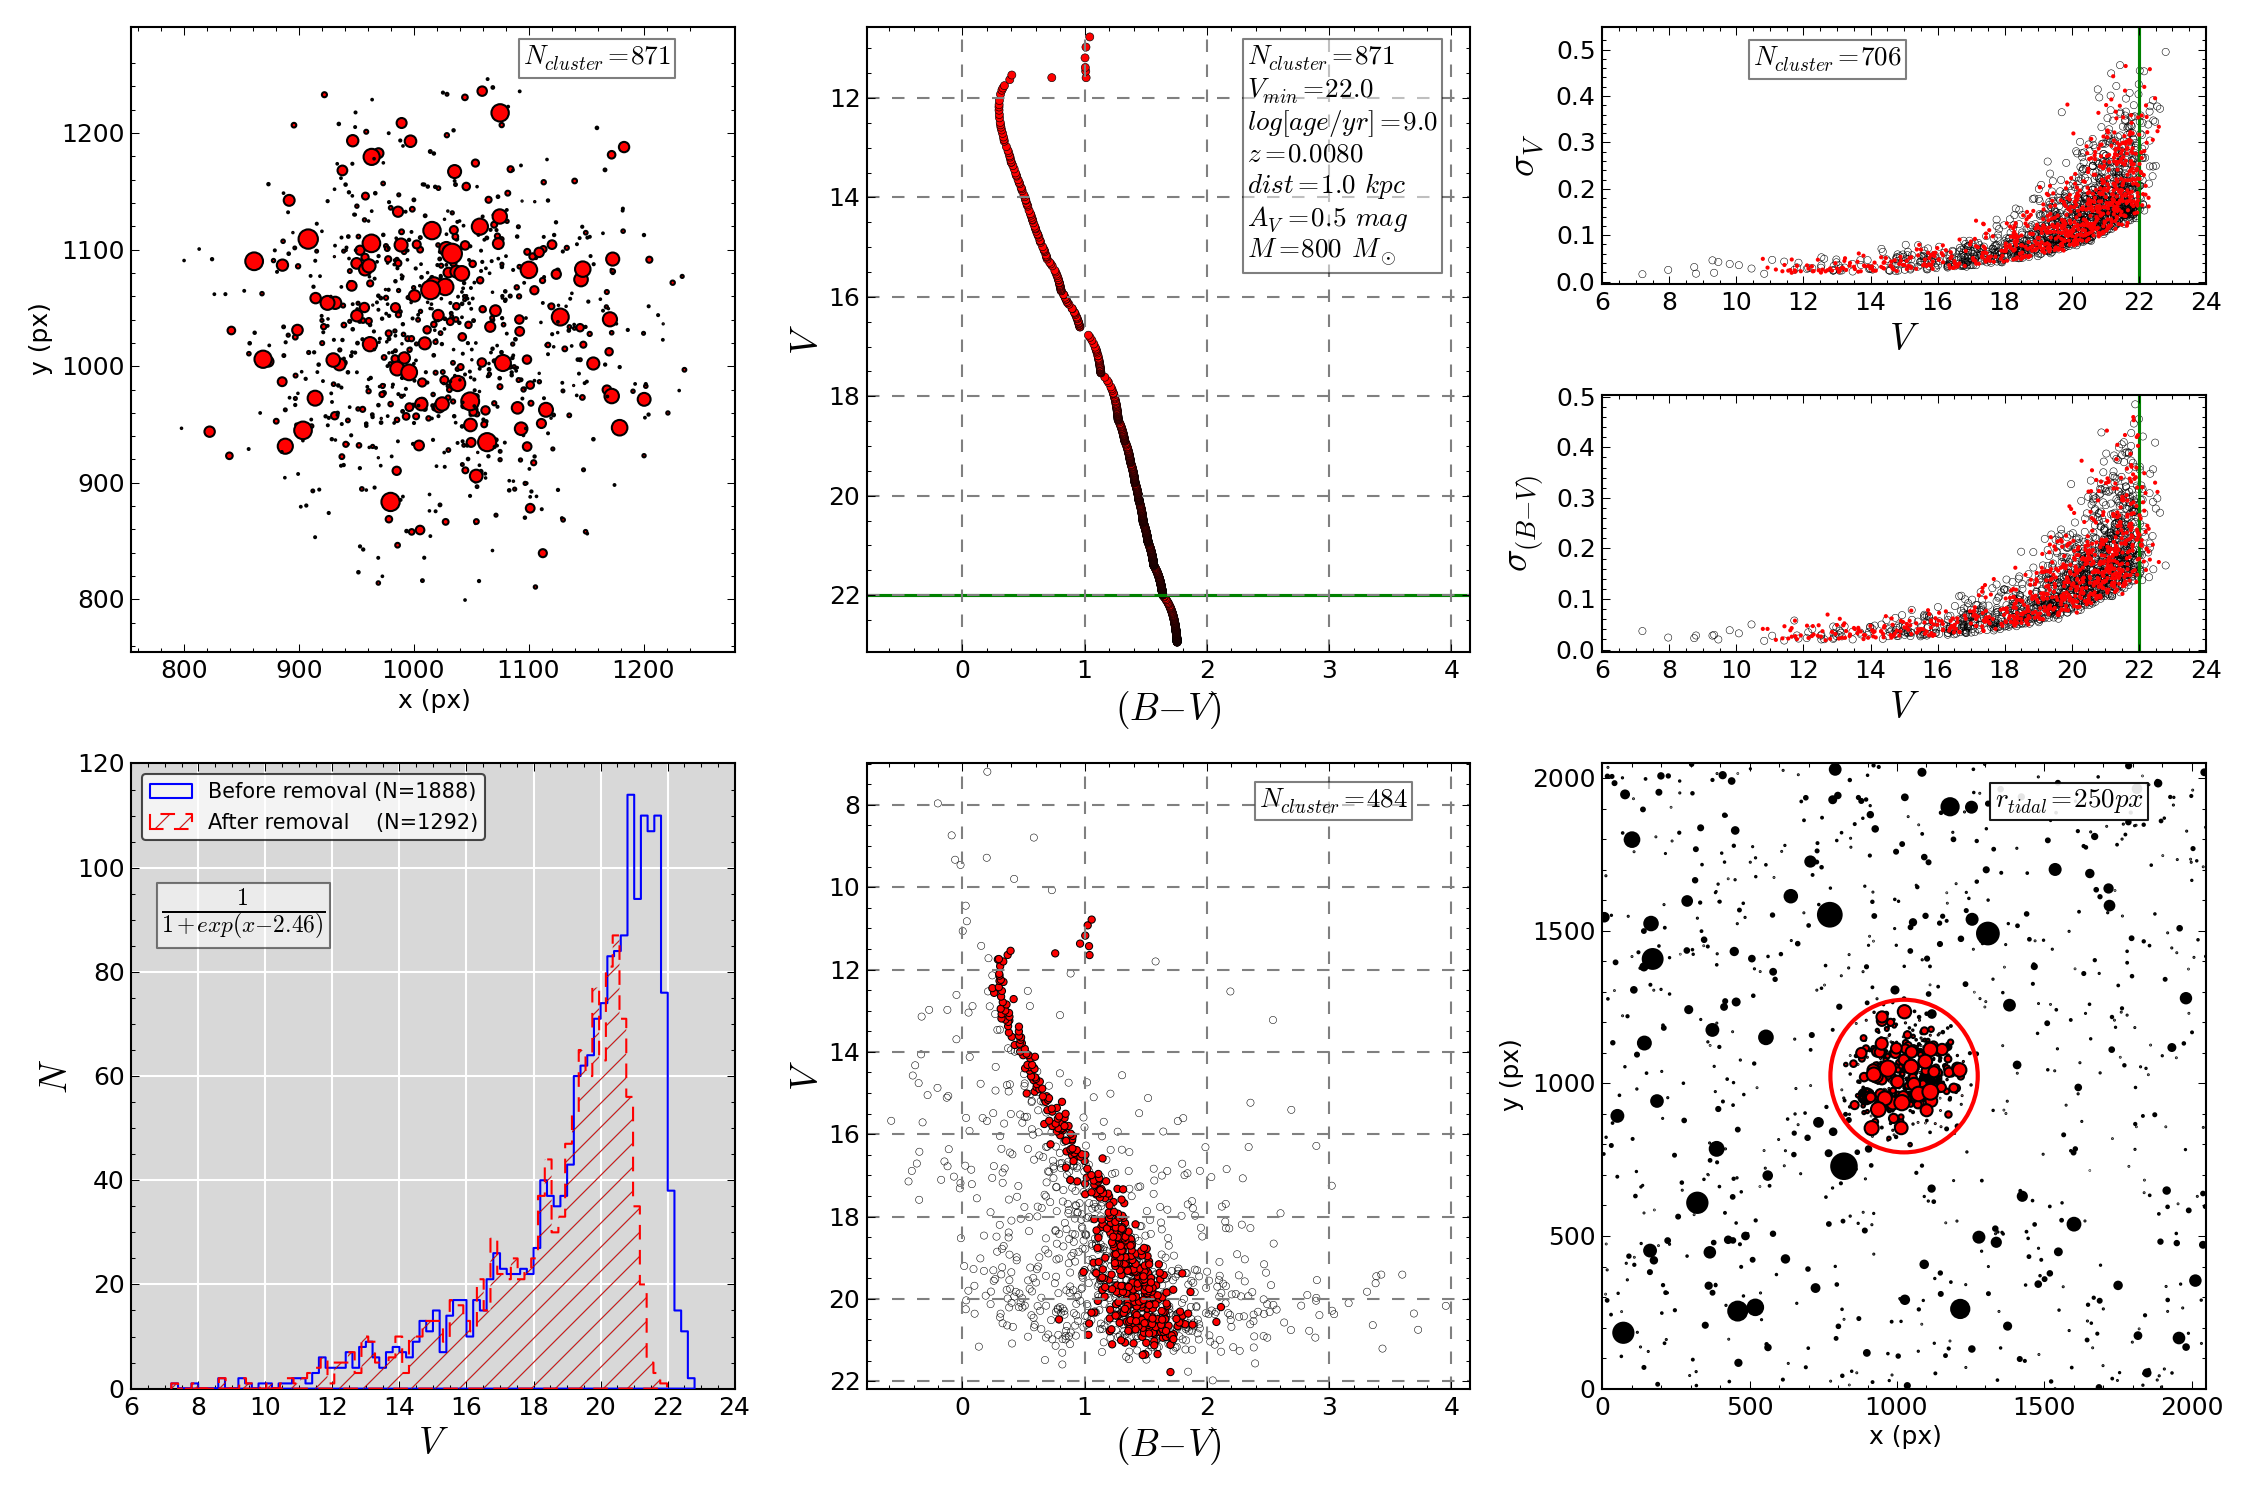 N_cluster = 871
1200
1100
1000
900
800
y (px)
800 900 1000 1100 1200
x (px)
N_cluster = 871
V_min = 22.0
log[age/yr] = 9.0
z = 0.0080
dist = 1.0 kpc
A_V = 0.5 mag
M = 800 M_⊙
12
14
16
18
20
22
V
0 1 2 3 4
(B−V)
N_cluster = 706
0.5
0.4
0.3
0.2
0.1
0.0
σ_V
6 8 10 12 14 16 18 20 22 24
V
0.5
0.4
0.3
0.2
0.1
0.0
σ_(B−V)
6 8 10 12 14 16 18 20 22 24
V
Before removal (N=1888)
After removal (N=1292)
1
1+exp(x−2.46)
120
100
80
60
40
20
0
N
6 8 10 12 14 16 18 20 22 24
V
N_cluster = 484
8
10
12
14
16
18
20
22
V
0 1 2 3 4
(B−V)
r_tidal = 250px
2000
1500
1000
500
0
y (px)
0 500 1000 1500 2000
x (px)